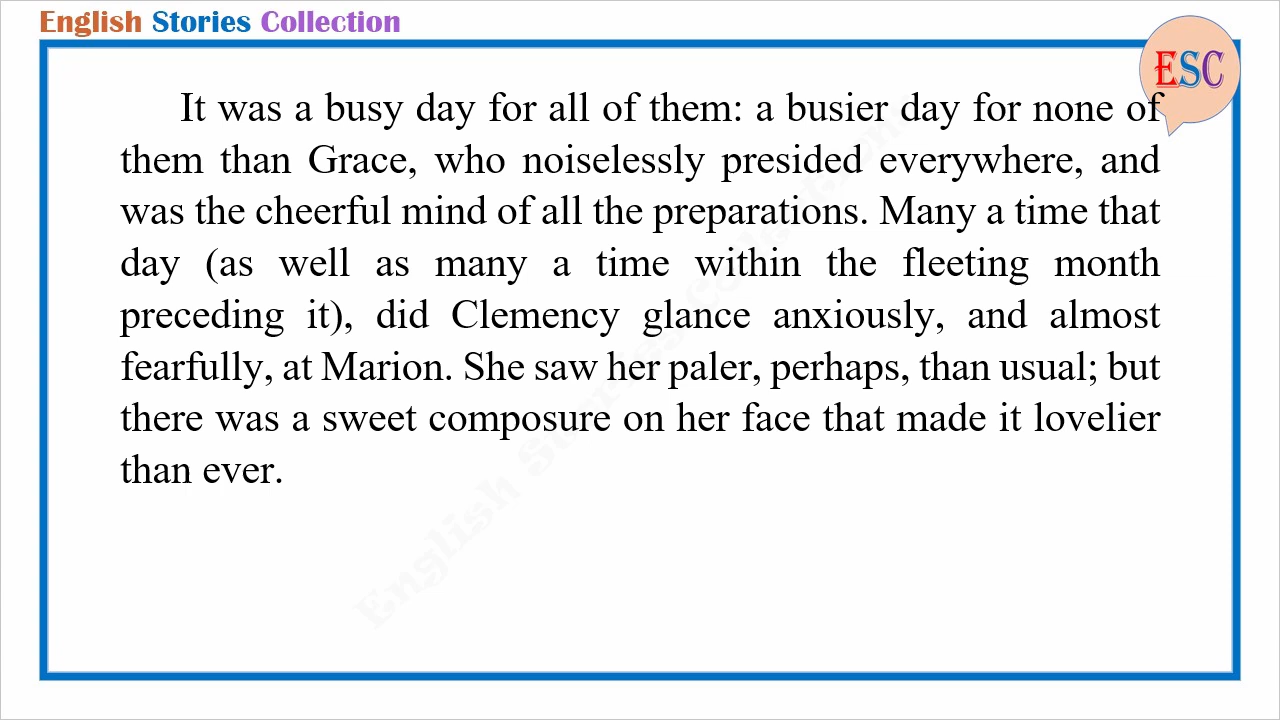 English Stories Collection
ESC
It was a busy day for all of them: a busier day for none of
them than Grace, who noiselessly presided everywhere, and
was the cheerful mind of all the preparations. Many a time that
day (as well as many a time within the fleeting month
preceding it), did Clemency glance anxiously, and almost
fearfully, at Marion. She saw her paler, perhaps, than usual; but
there was a sweet composure on her face that made it lovelier
than ever.
English Stories Collection